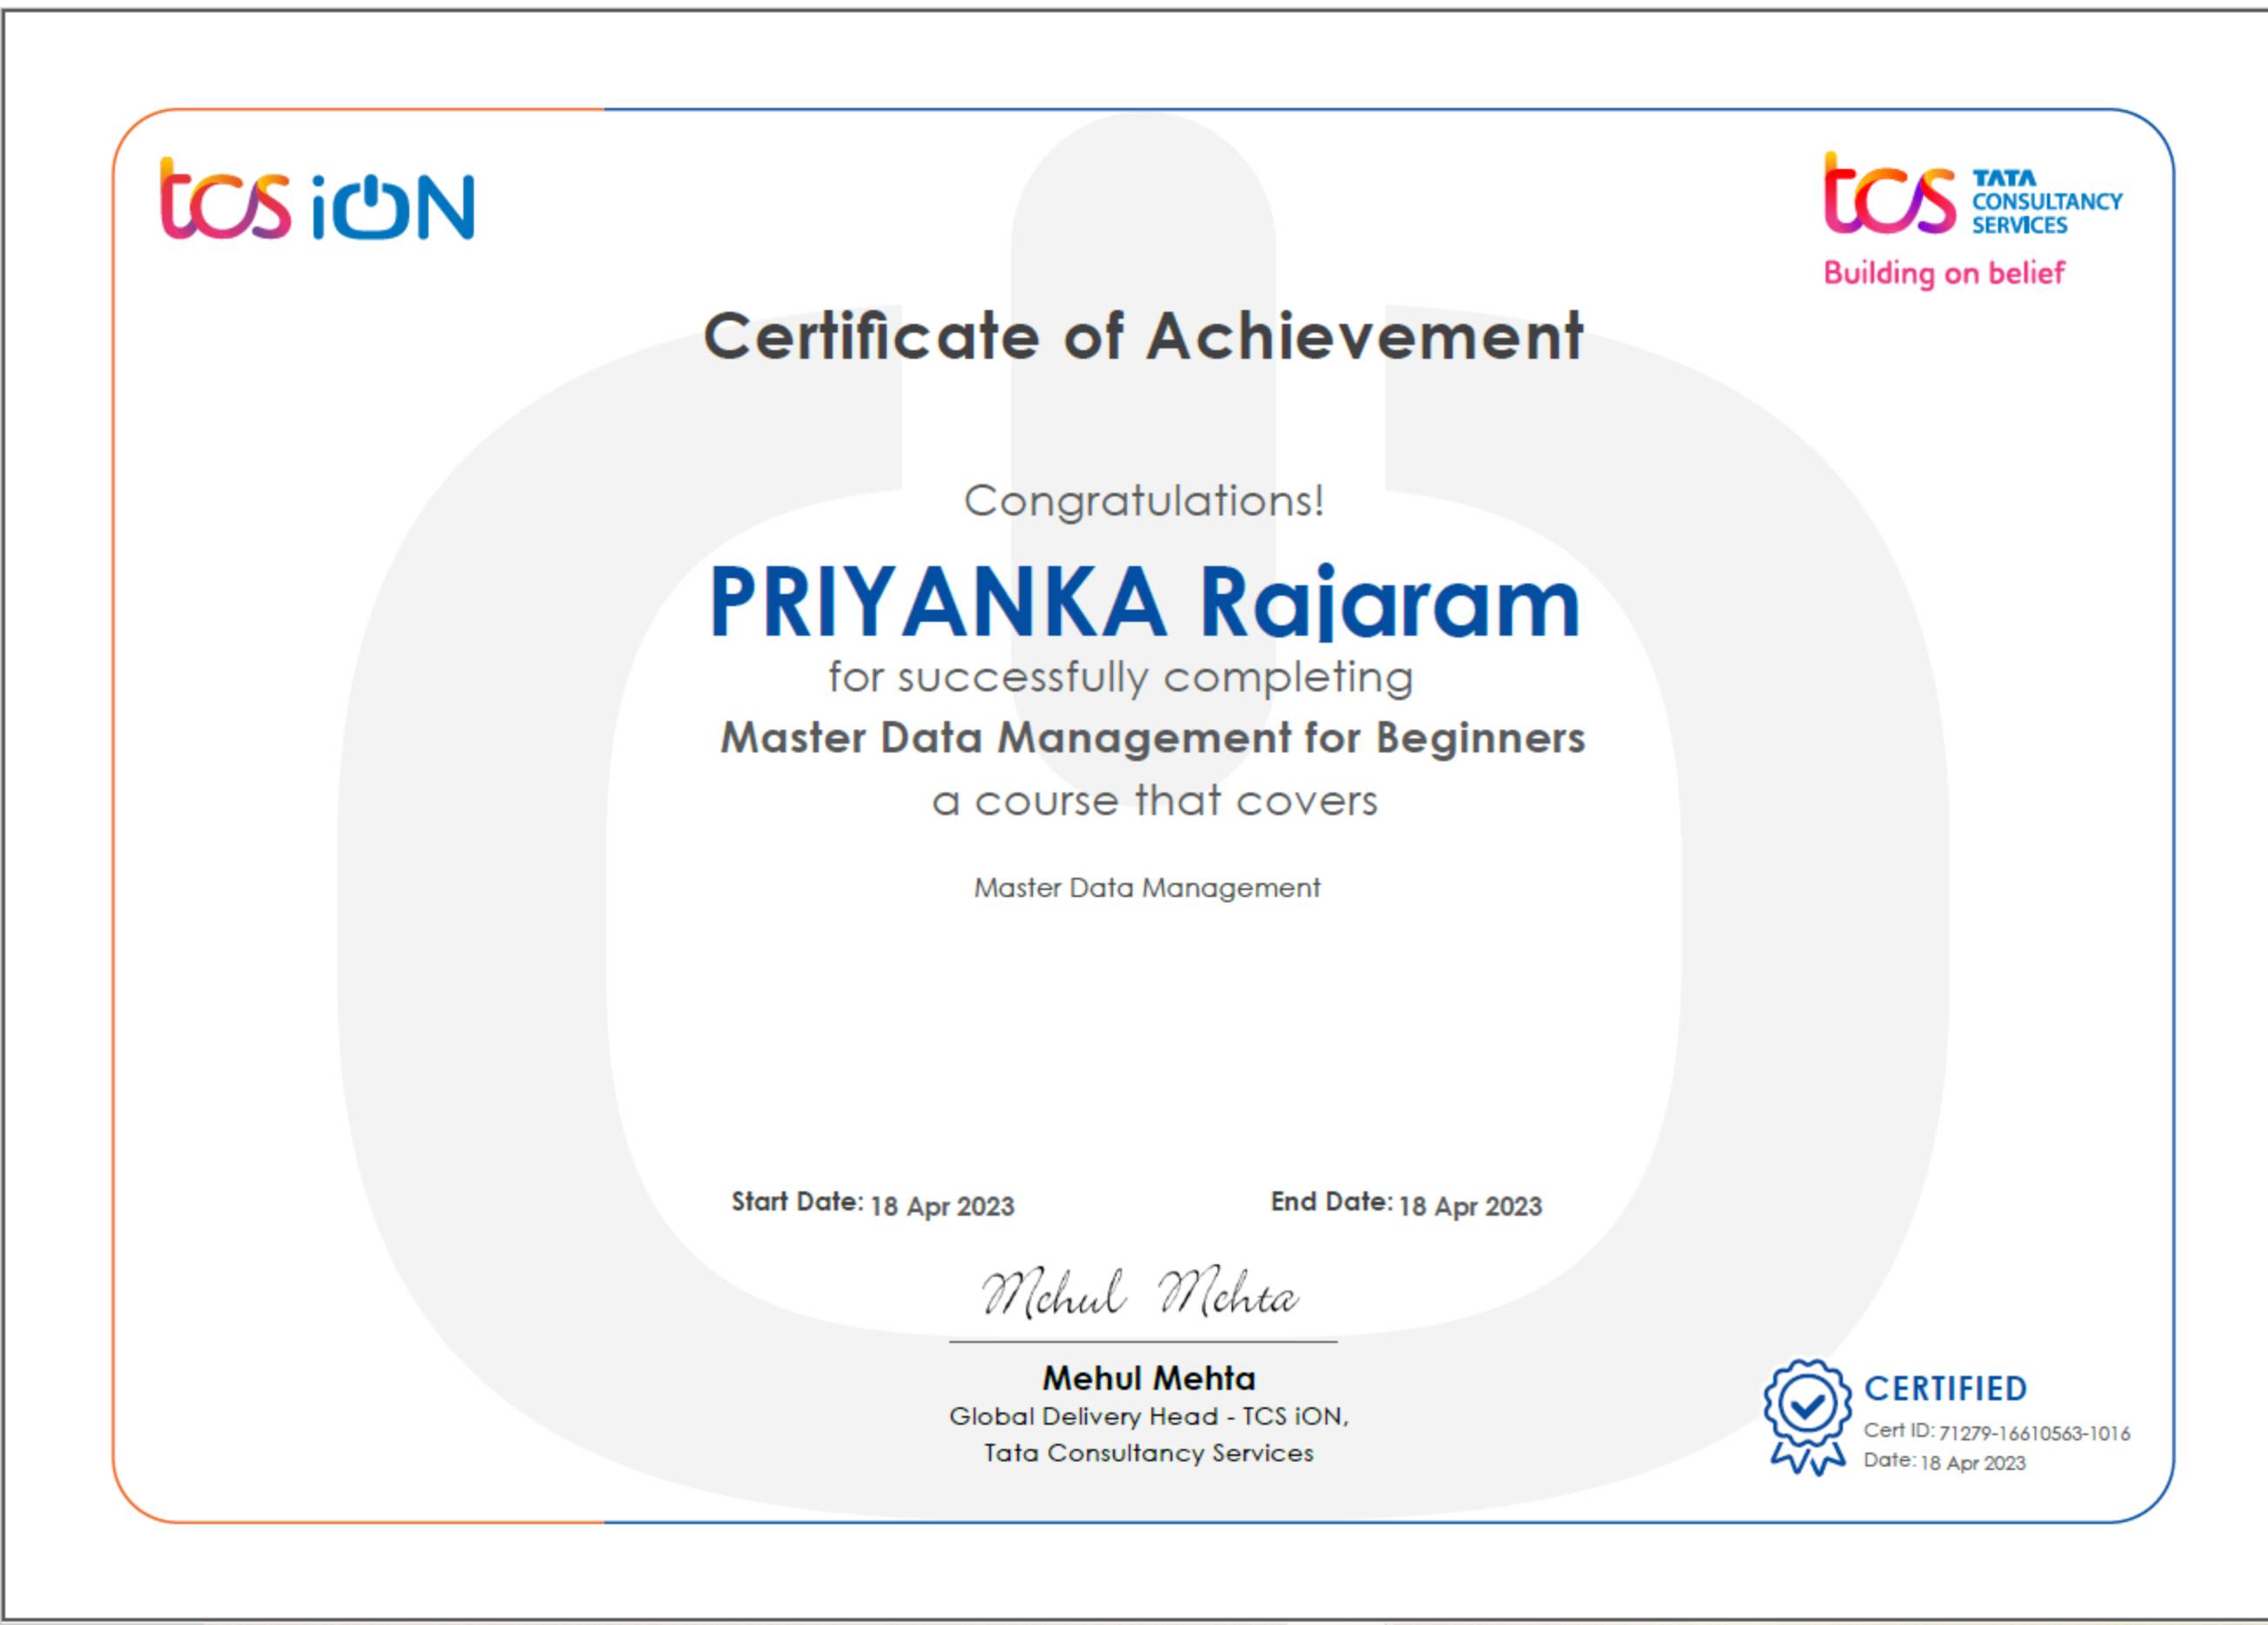 tcs iON
tcs TATA
CONSULTANCY
SERVICES
Building on belief
Certificate of Achievement
Congratulations!
PRIYANKA Rajaram
for successfully completing
Master Data Management for Beginners
a course that covers
Master Data Management
Start Date: 18 Apr 2023
End Date: 18 Apr 2023
Mehul Mehta
Mehul Mehta
Global Delivery Head - TCS iON,
Tata Consultancy Services
CERTIFIED
Cert ID: 71279-16610563-1016
Date: 18 Apr 2023